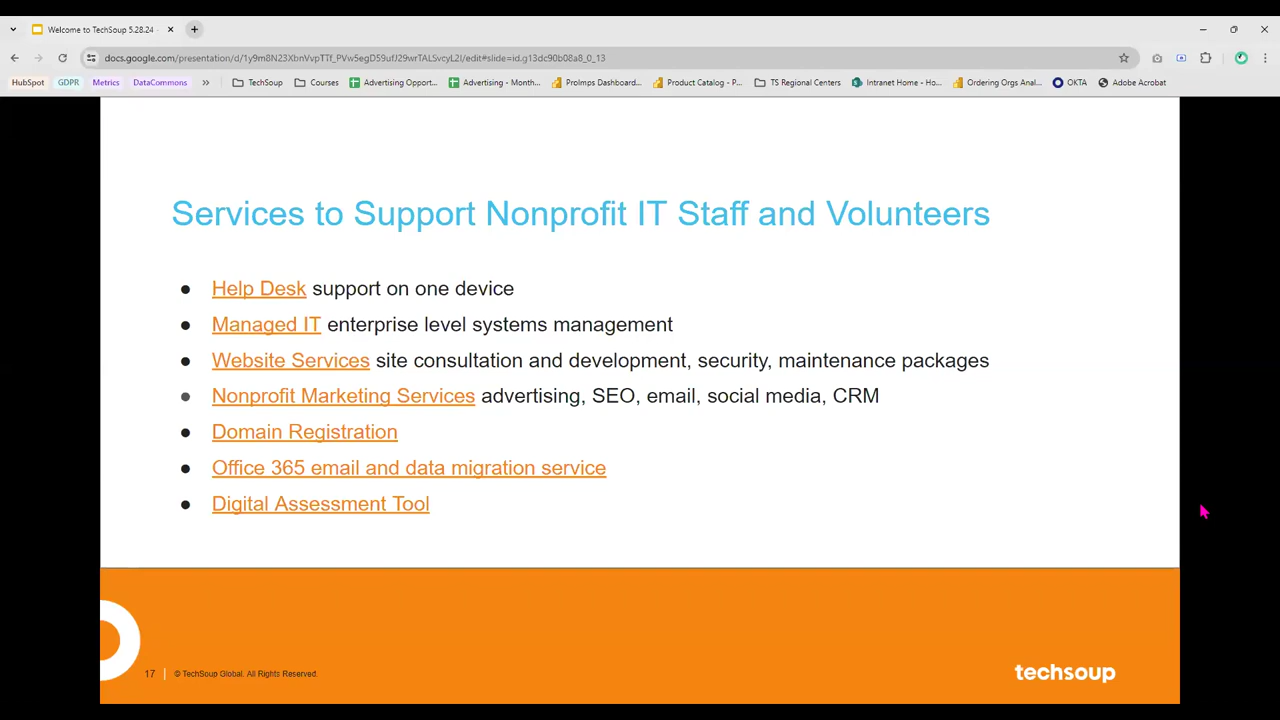 Welcome to TechSoup 5.28.24
docs.google.com/presentation/d/1y9m8N23XbnVvpTTf_PVw5egD59ufJ29wrTALSvcyL2I/edit#slide=id.g13dc90b08a8_0_13
HubSpot GDPR Metrics DataCommons » TechSoup Courses Advertising Opport... Advertising - Month... ProImps Dashboard... Product Catalog - P... TS Regional Centers Intranet Home - Ho... Ordering Orgs Anal... OKTA Adobe Acrobat
Services to Support Nonprofit IT Staff and Volunteers
● Help Desk support on one device
● Managed IT enterprise level systems management
● Website Services site consultation and development, security, maintenance packages
● Nonprofit Marketing Services advertising, SEO, email, social media, CRM
● Domain Registration
● Office 365 email and data migration service
● Digital Assessment Tool
17 | © TechSoup Global. All Rights Reserved.
techsoup